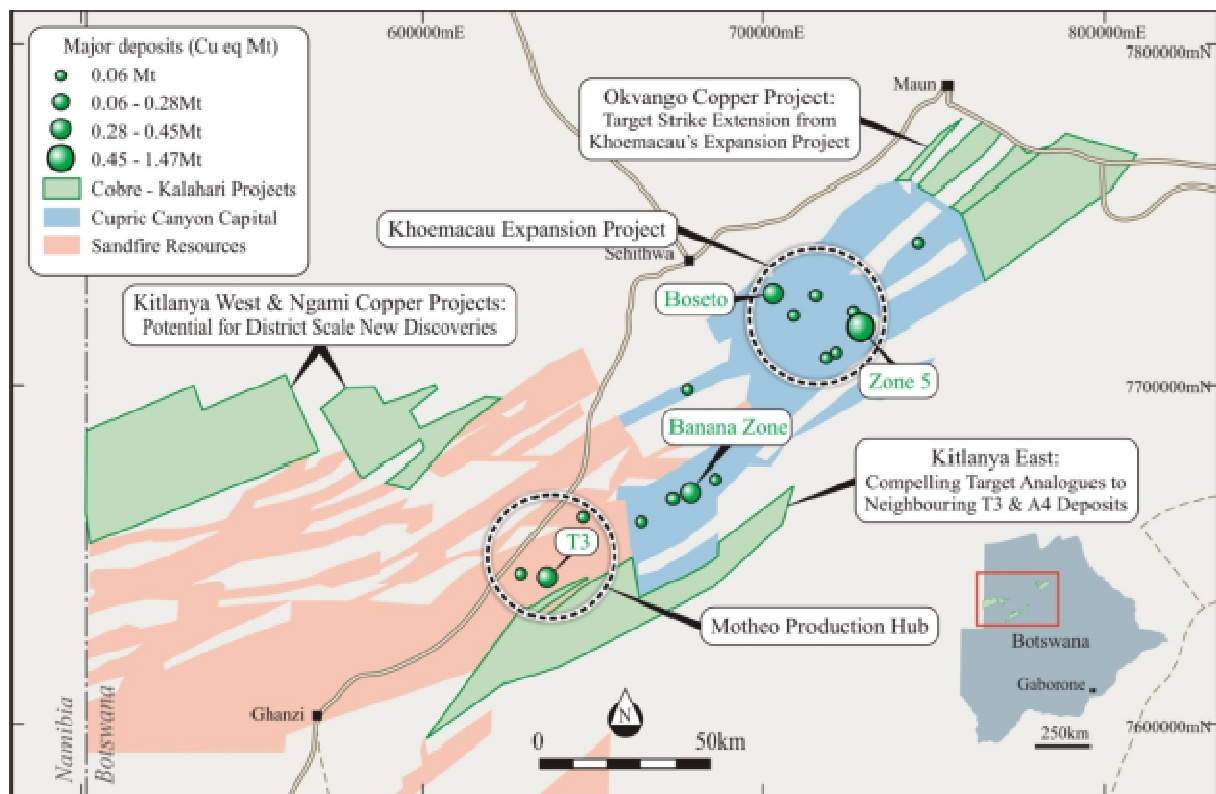 600000mE
700000mE
800000mE
7800000mN
Major deposits (Cu eq Mt)
0.06 Mt
0.06 - 0.28Mt
0.28 - 0.45Mt
0.45 - 1.47Mt
Cobre - Kalahari Projects
Cupric Canyon Capital
Sandfire Resources
Maun
Okvango Copper Project:
Target Strike Extension from
Khoemacau's Expansion Project
Khoemacau Expansion Project
Sehithwa
Boseto
Kitlanya West & Ngami Copper Projects:
Potential for District Scale New Discoveries
Zone 5
7700000mN
Banana Zone
Kitlanya East:
Compelling Target Analogues to
Neighbouring T3 & A4 Deposits
T3
Motheo Production Hub
Botswana
Gaborone
250km
Ghanzi
N
0
50km
7600000mN
Namibia
Botswana